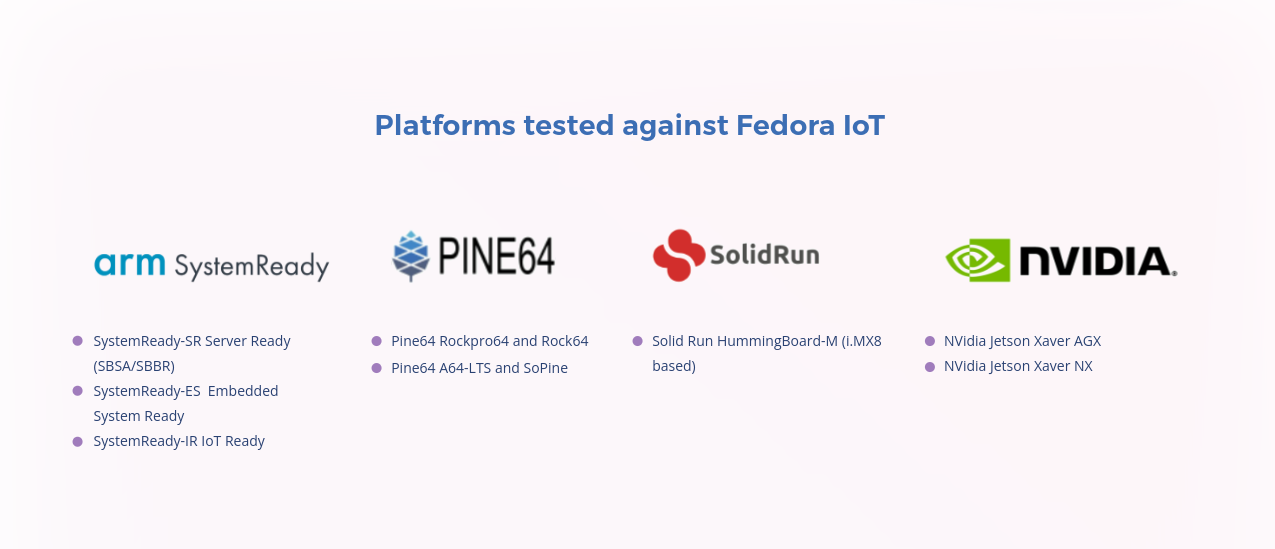 Platforms tested against Fedora IoT
arm SystemReady
PINE64
SolidRun
NVIDIA®
SystemReady-SR Server Ready
(SBSA/SBBR)
SystemReady-ES Embedded
System Ready
SystemReady-IR IoT Ready
Pine64 Rockpro64 and Rock64
Pine64 A64-LTS and SoPine
Solid Run HummingBoard-M (i.MX8
based)
NVidia Jetson Xaver AGX
NVidia Jetson Xaver NX